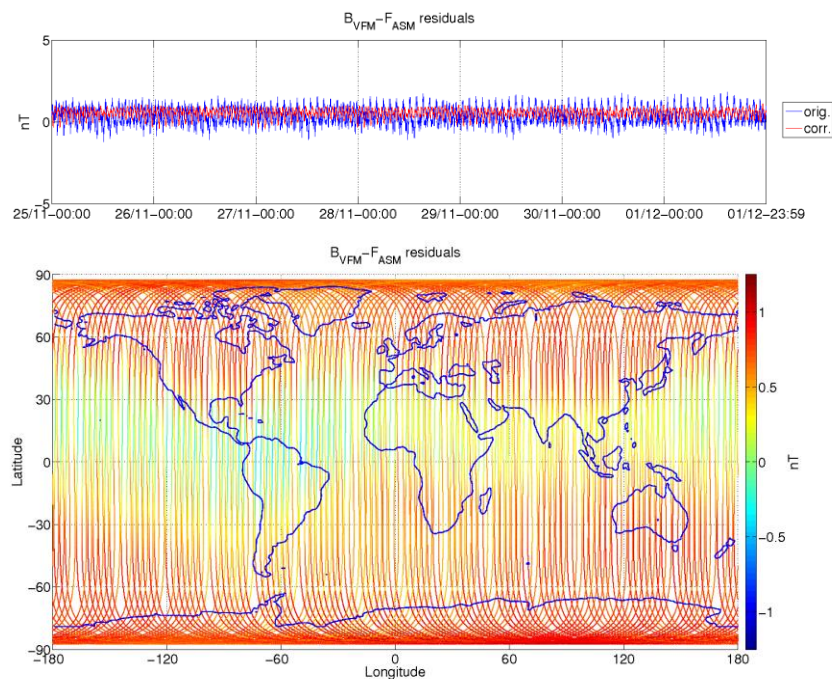 B_VFM–F_ASM residuals
5
0
−5
nT
25/11−00:00 26/11−00:00 27/11−00:00 28/11−00:00 29/11−00:00 30/11−00:00 01/12−00:00 01/12−23:59
orig.
corr.
B_VFM–F_ASM residuals
90
60
30
0
−30
−60
−90
Latitude
−180 −120 −60 0 60 120 180
Longitude
1
0.5
0
−0.5
−1
nT